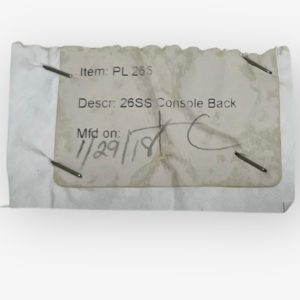 Item: PL 265
Descr: 26SS Console Back
Mfd on:
1/29/18